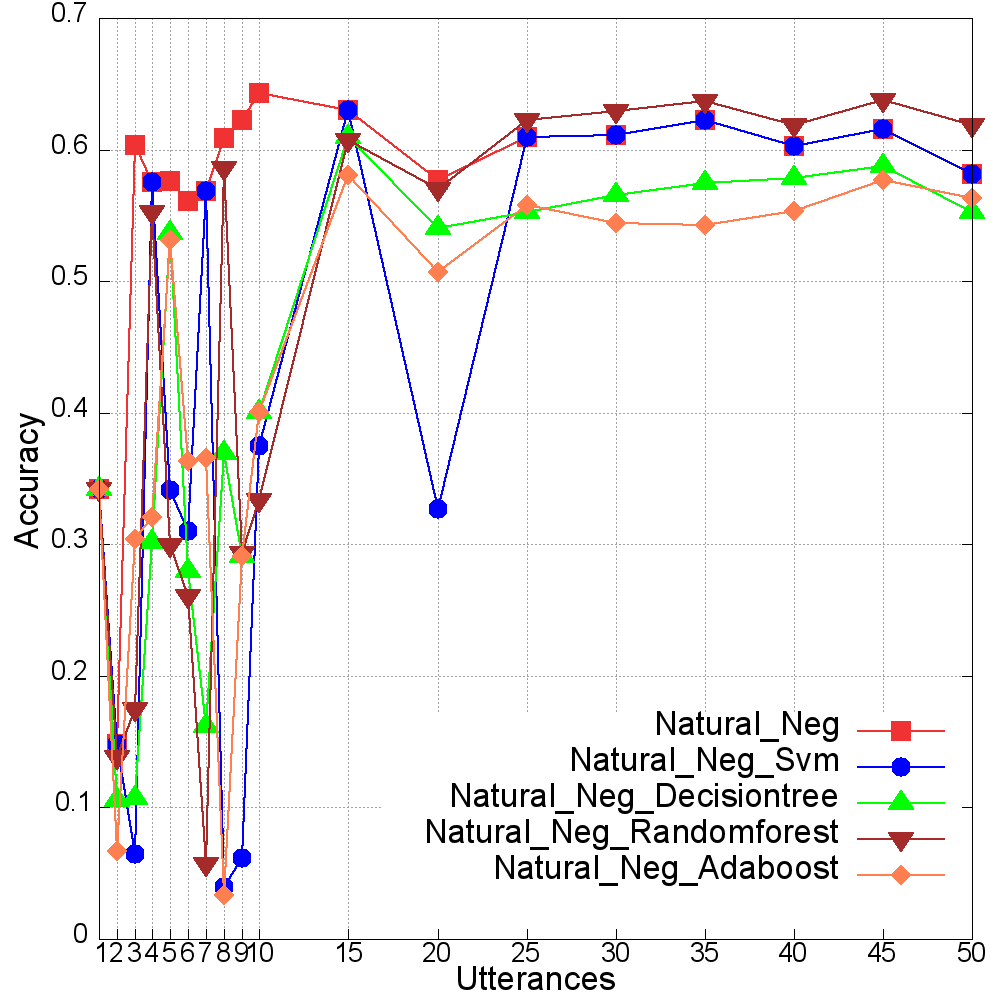 0.7
0.6
0.5
0.4
0.3
0.2
0.1
0
Accuracy
Natural_Neg
Natural_Neg_Svm
Natural_Neg_Decisiontree
Natural_Neg_Randomforest
Natural_Neg_Adaboost
1 2 3 4 5 6 7 8 9 10 15 20 25 30 35 40 45 50
Utterances